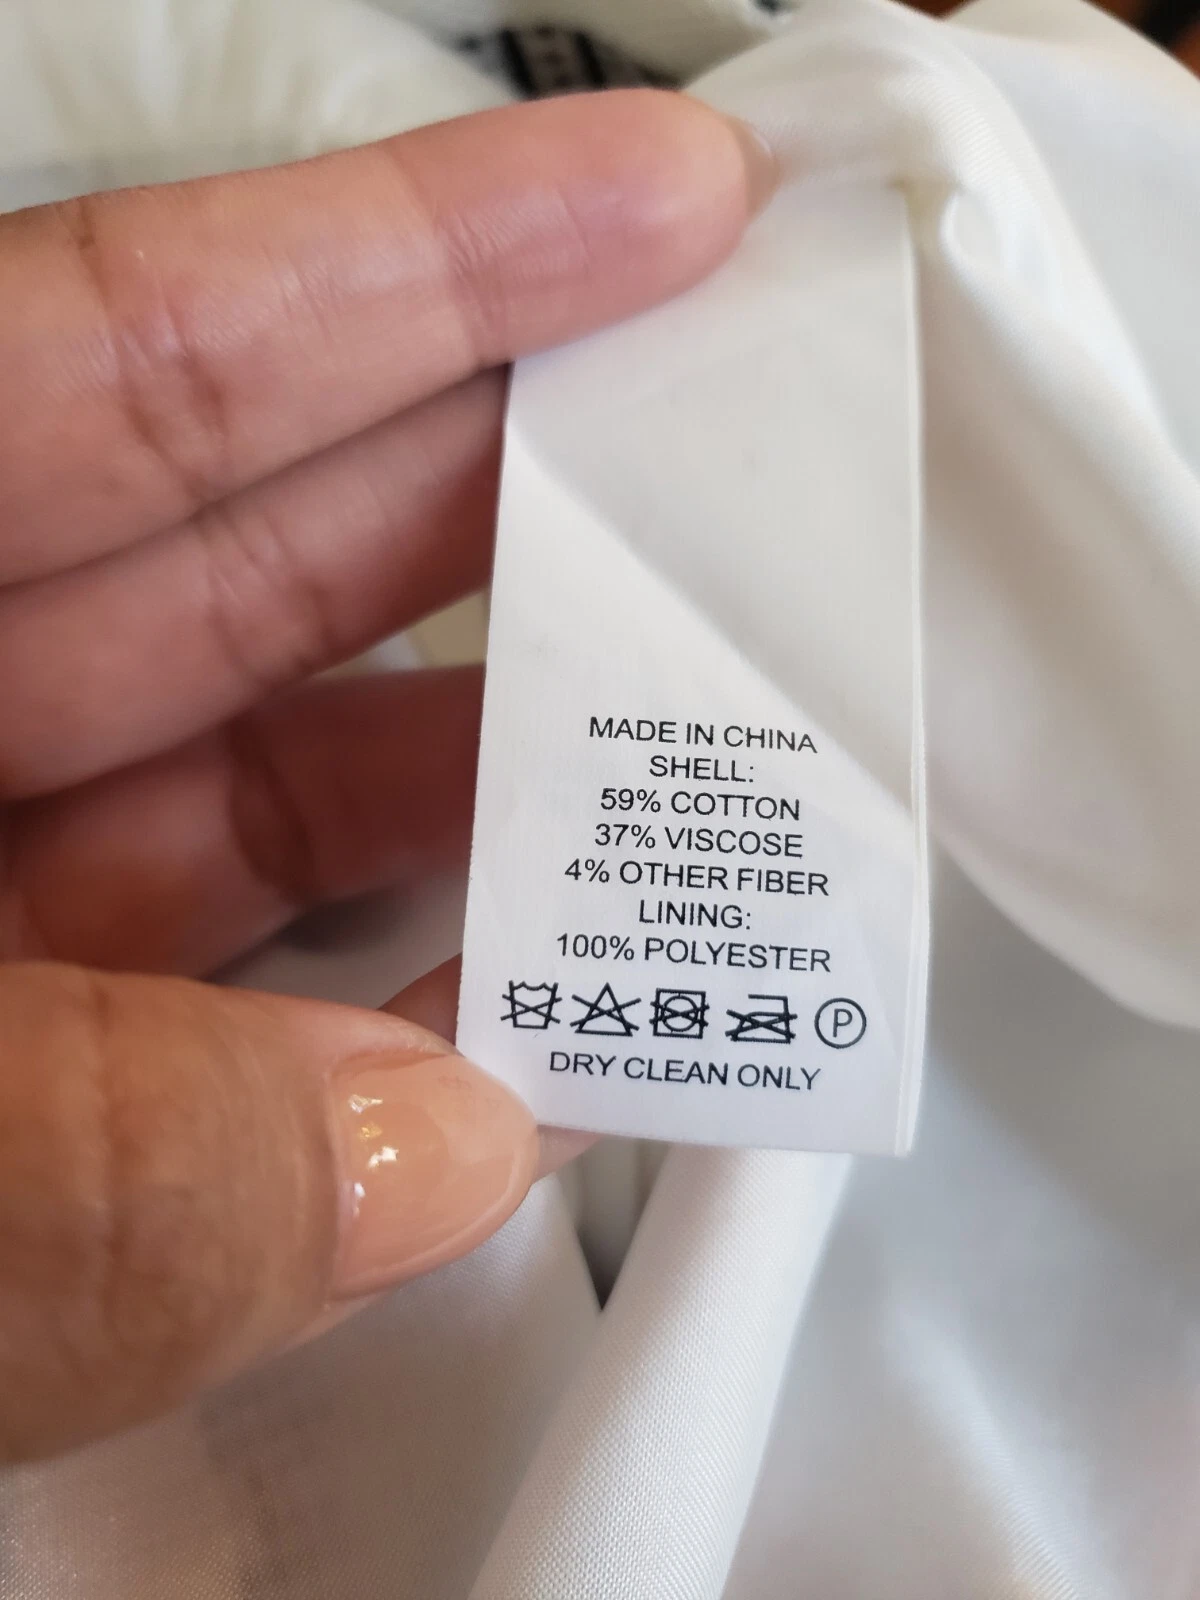 MADE IN CHINA
SHELL:
59% COTTON
37% VISCOSE
4% OTHER FIBER
LINING:
100% POLYESTER
P
DRY CLEAN ONLY